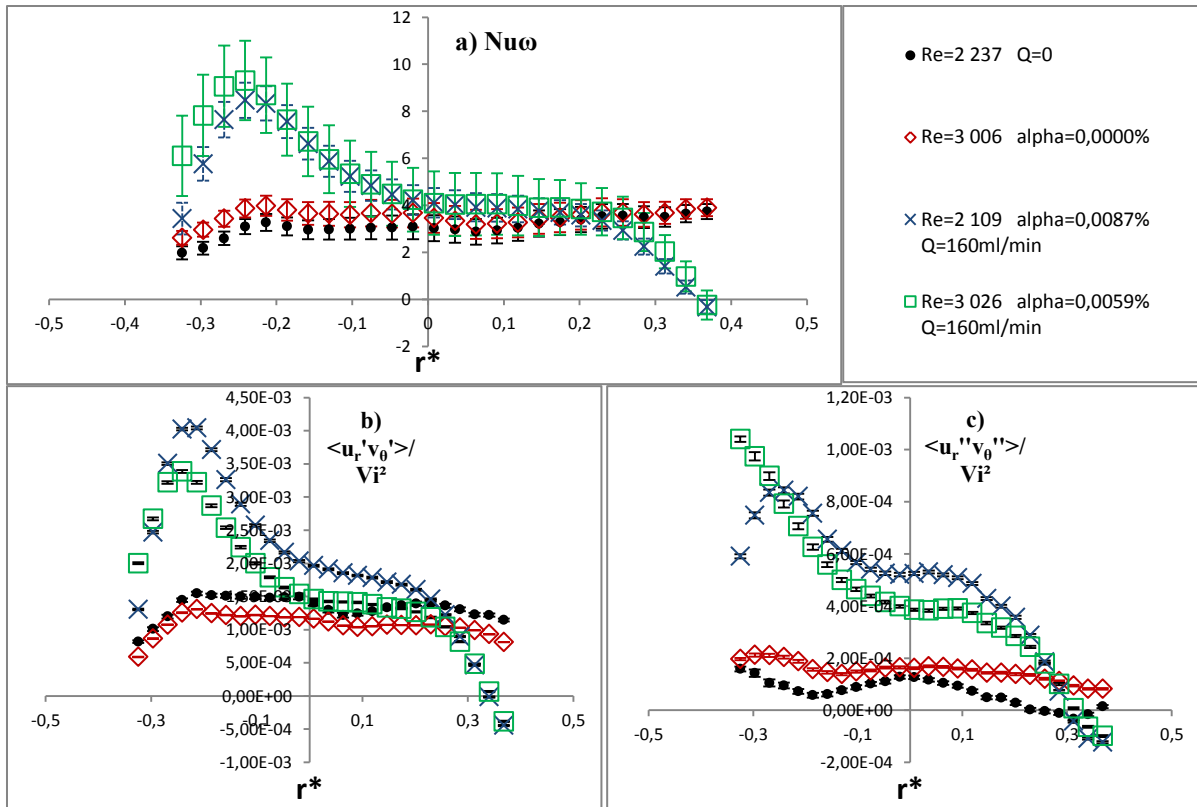 a) Nuω
12
10
8
6
4
2
0
-2
-0,5 -0,4 -0,3 -0,2 -0,1 0 0,1 0,2 0,3 0,4 0,5
r*
Re=2 237 Q=0
Re=3 006 alpha=0,0000%
Re=2 109 alpha=0,0087%
Q=160ml/min
Re=3 026 alpha=0,0059%
Q=160ml/min
b)
<u_r'v_θ'>/
Vi²
4,50E-03
4,00E-03
3,50E-03
3,00E-03
2,50E-03
2,00E-03
1,50E-03
1,00E-03
5,00E-04
0,00E+00
-5,00E-04
-1,00E-03
-0,5 -0,3 -0,1 0,1 0,3 0,5
r*
c)
<u_r''v_θ''>/
Vi²
1,20E-03
1,00E-03
8,00E-04
6,00E-04
4,00E-04
2,00E-04
0,00E+00
-2,00E-04
-0,5 -0,3 -0,1 0,1 0,3 0,5
r*